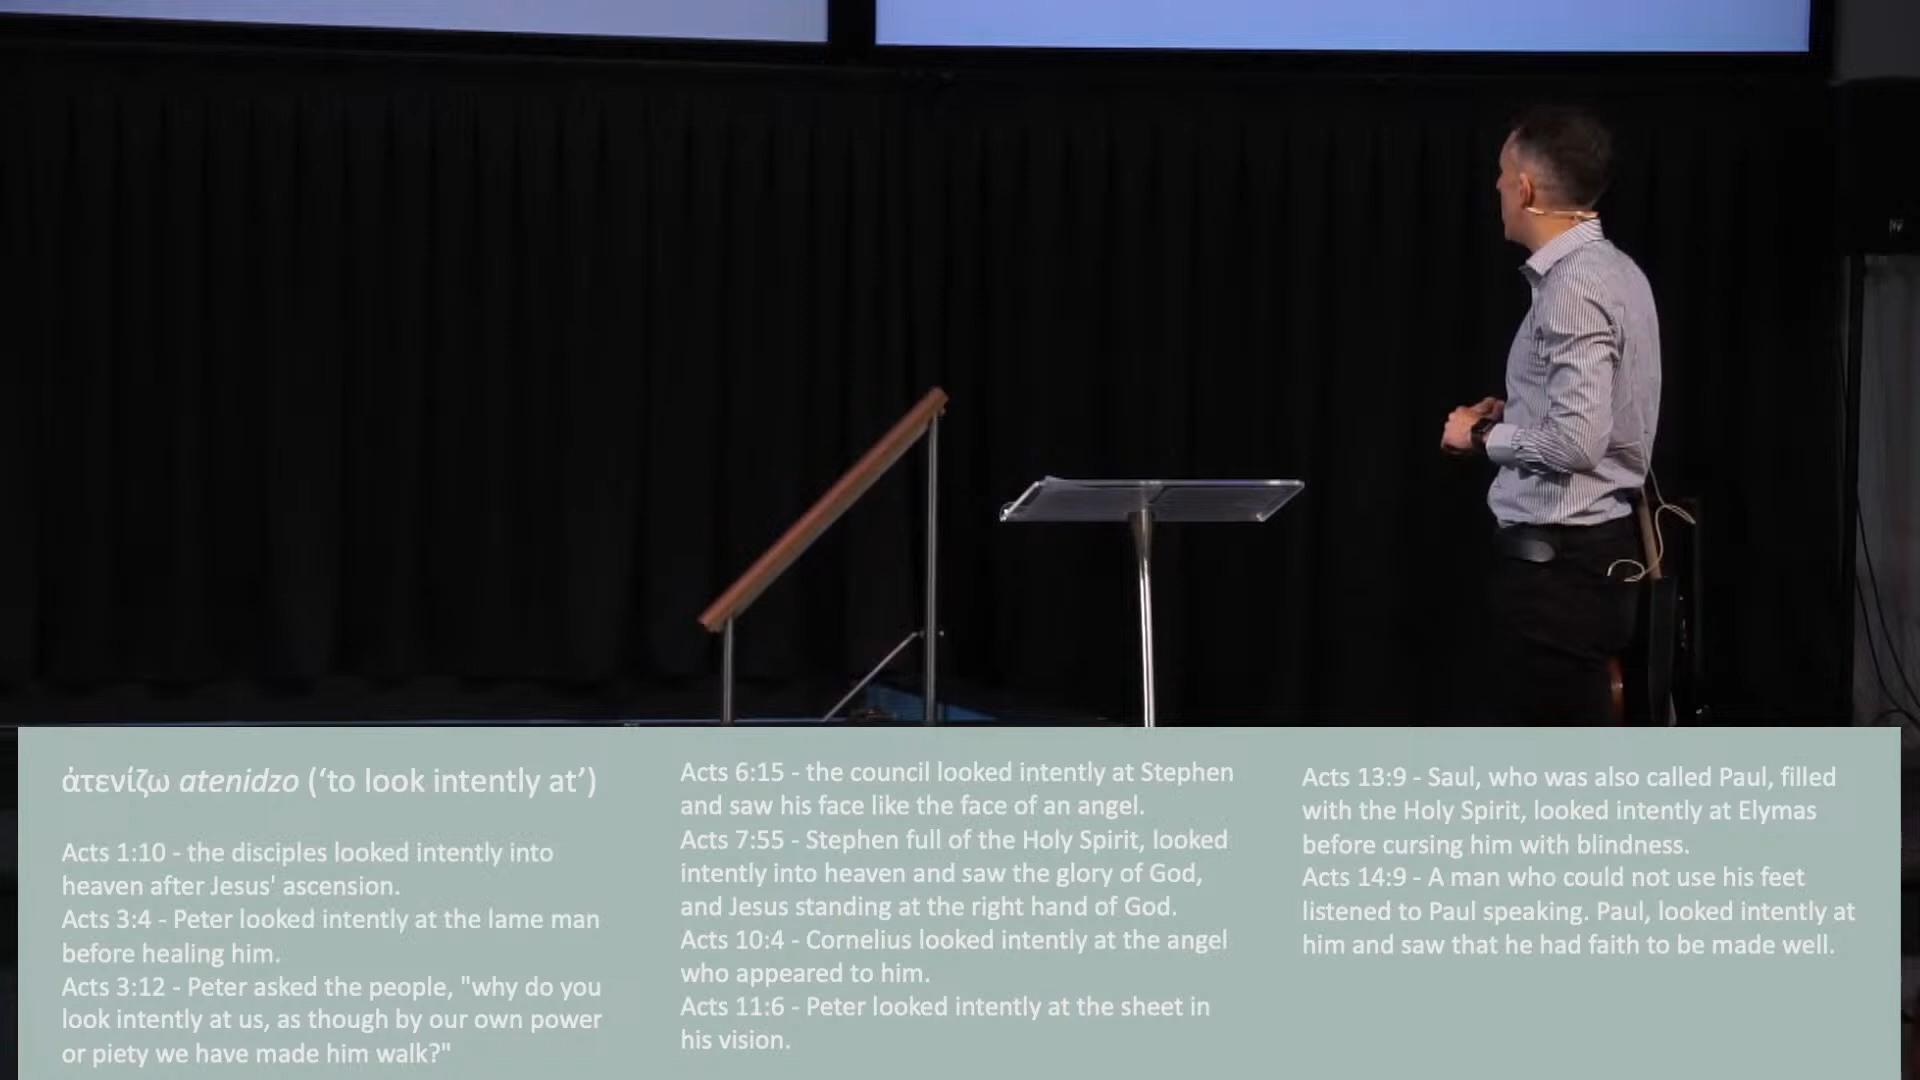 ἀτενίζω atenidzo (‘to look intently at’)
Acts 1:10 - the disciples looked intently into
heaven after Jesus' ascension.
Acts 3:4 - Peter looked intently at the lame man
before healing him.
Acts 3:12 - Peter asked the people, "why do you
look intently at us, as though by our own power
or piety we have made him walk?"
Acts 6:15 - the council looked intently at Stephen
and saw his face like the face of an angel.
Acts 7:55 - Stephen full of the Holy Spirit, looked
intently into heaven and saw the glory of God,
and Jesus standing at the right hand of God.
Acts 10:4 - Cornelius looked intently at the angel
who appeared to him.
Acts 11:6 - Peter looked intently at the sheet in
his vision.
Acts 13:9 - Saul, who was also called Paul, filled
with the Holy Spirit, looked intently at Elymas
before cursing him with blindness.
Acts 14:9 - A man who could not use his feet
listened to Paul speaking. Paul, looked intently at
him and saw that he had faith to be made well.